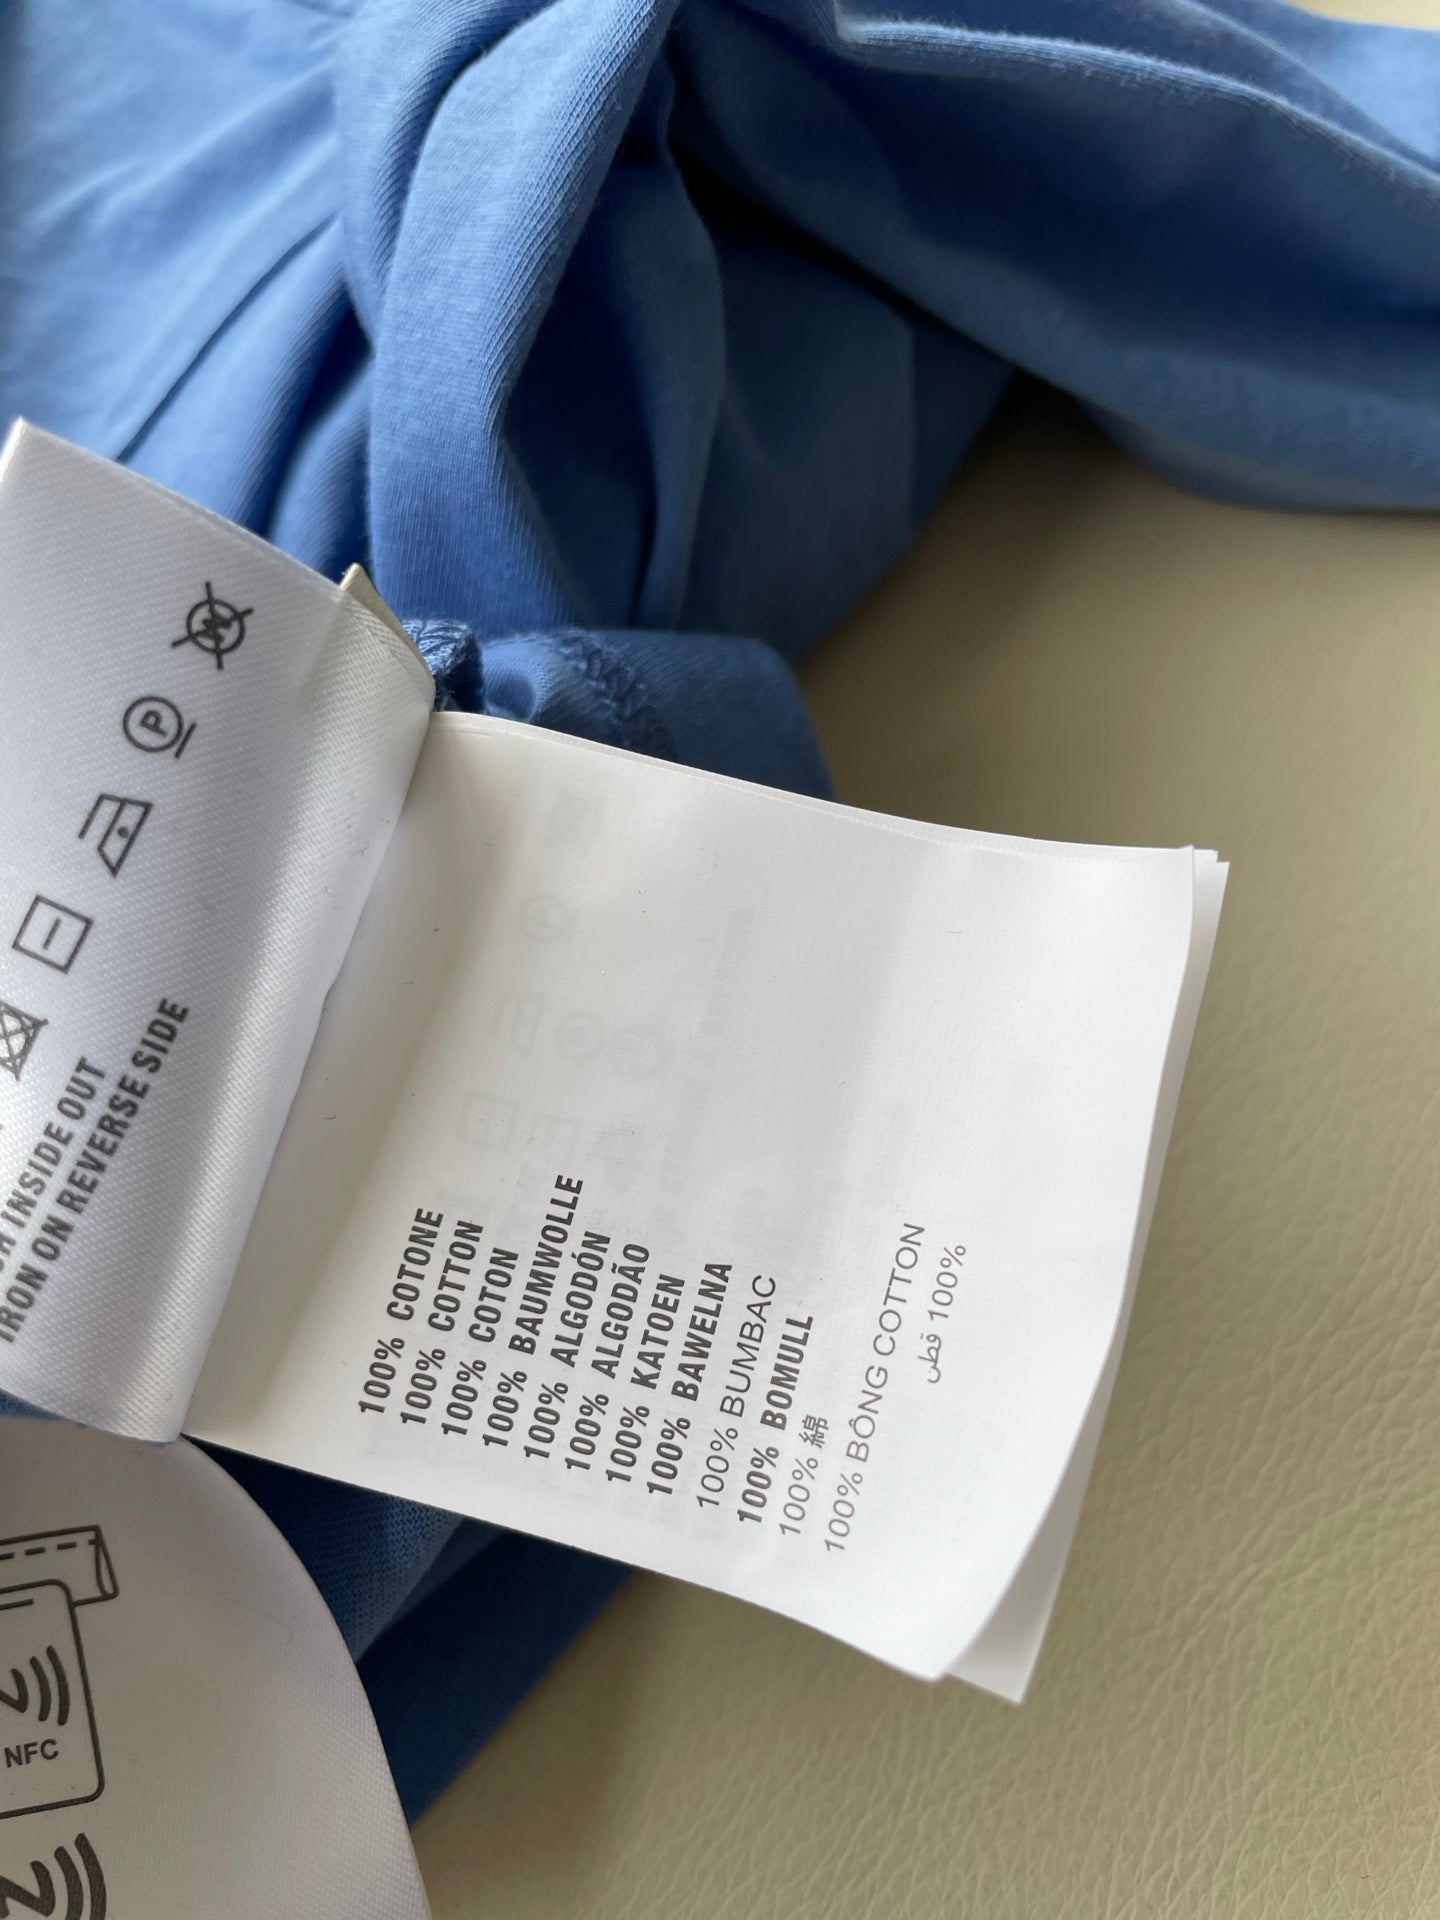 W
P
INSIDE OUT
IRON ON REVERSE SIDE
100% COTONE
100% COTTON
100% COTON
100% BAUMWOLLE
100% ALGODÓN
100% ALGODÃO
100% KATOEN
100% BAWEŁNA
100% BUMBAC
100% BOMULL
100% 綿
100% BÔNG COTTON
100% قطن
NFC